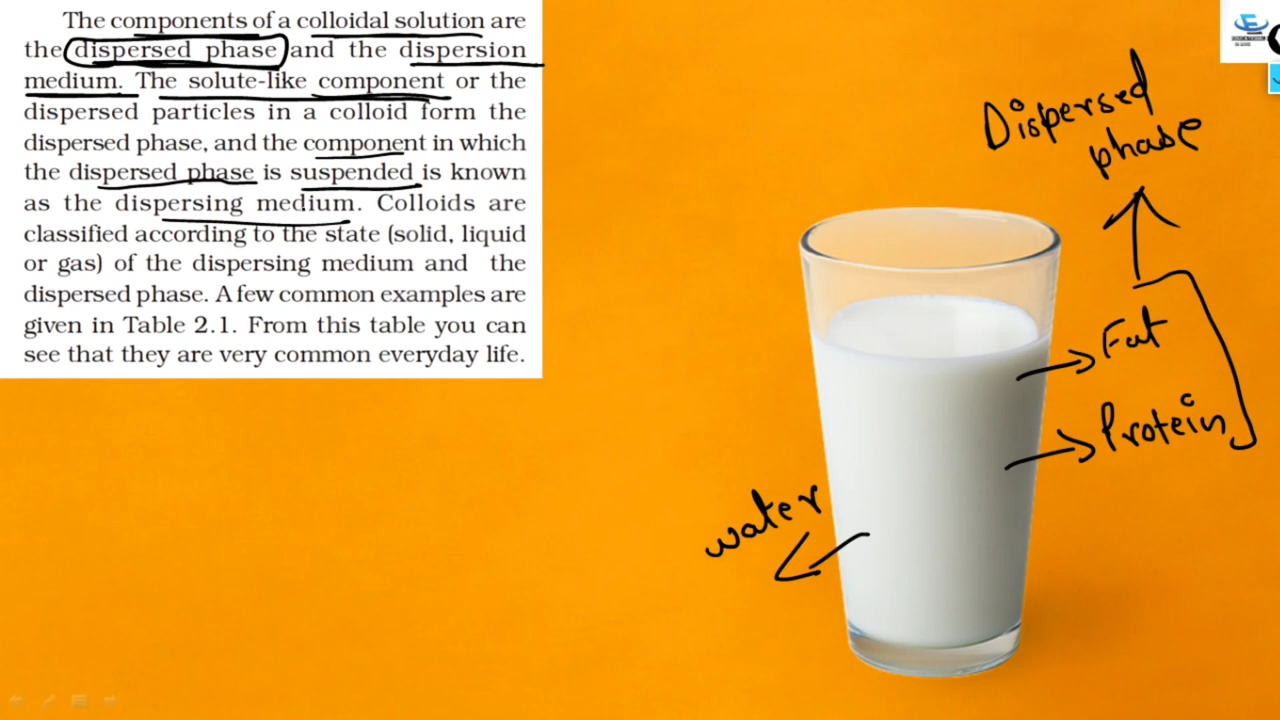 The components of a colloidal solution are
the dispersed phase and the dispersion
medium. The solute-like component or the
dispersed particles in a colloid form the
dispersed phase, and the component in which
the dispersed phase is suspended is known
as the dispersing medium. Colloids are
classified according to the state (solid, liquid
or gas) of the dispersing medium and the
dispersed phase. A few common examples are
given in Table 2.1. From this table you can
see that they are very common everyday life.
Dispersed
phase
Fat
Protein
water